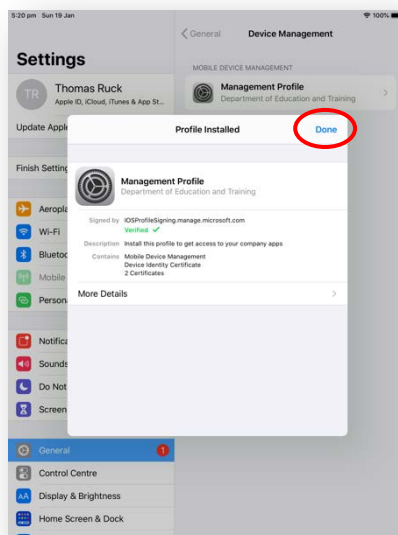 5:20 pm Sun 19 Jan
100%
Settings
TR
Thomas Ruck
Apple ID, iCloud, iTunes & App St...
Update Apple
Finish Setting
Aeropla
Wi-Fi
Bluetoo
Mobile
Persona
Notifica
Sounds
Do Not
Screen
General
1
Control Centre
AA
Display & Brightness
Home Screen & Dock
General
Device Management
MOBILE DEVICE MANAGEMENT
Management Profile
Department of Education and Training
Profile Installed
Done
Management Profile
Department of Education and Training
Signed by IOSProfileSigning.manage.microsoft.com
Verified
Description Install this profile to get access to your company apps
Contains Mobile Device Management
Device Identity Certificate
2 Certificates
More Details